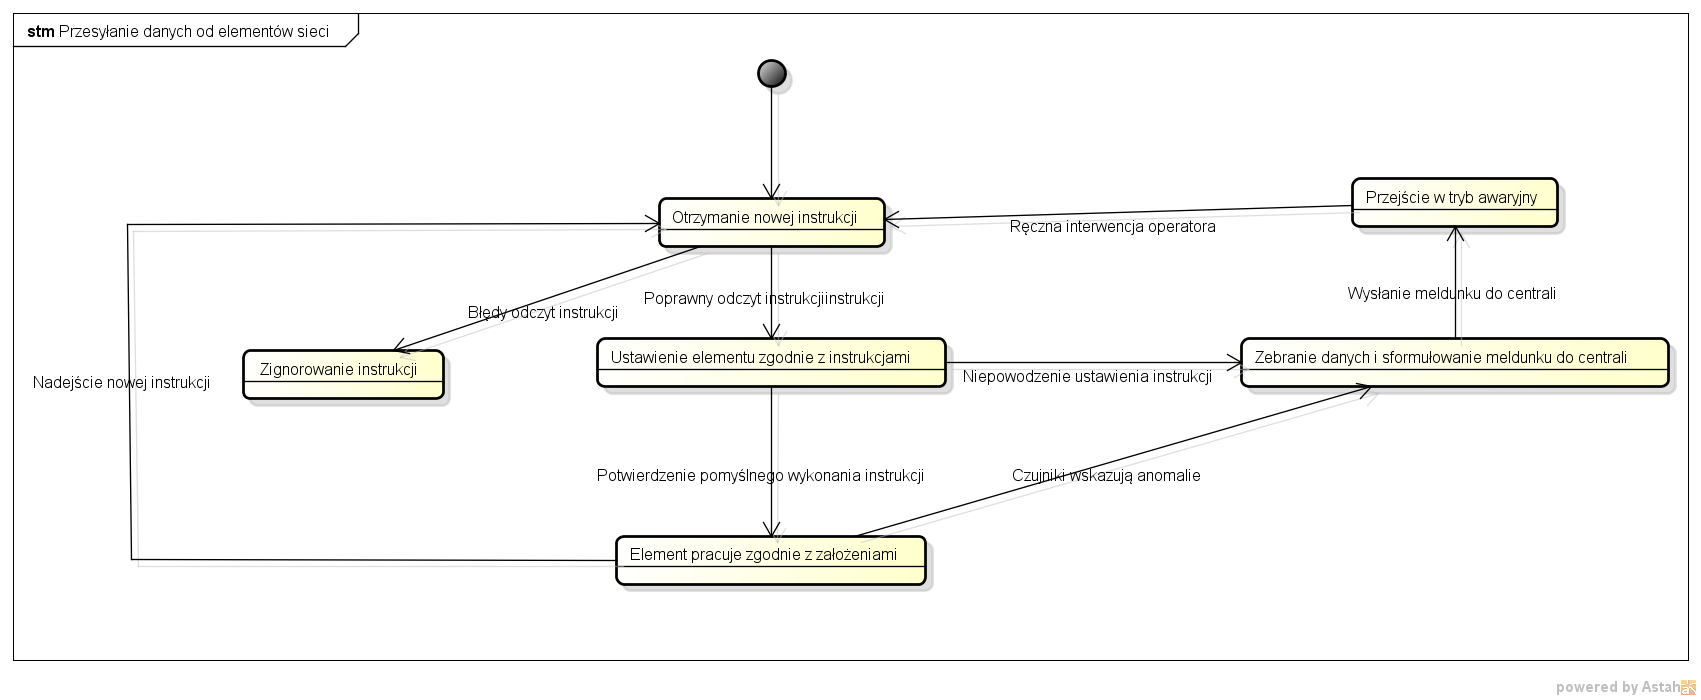 stm Przesyłanie danych od elementów sieci
Przejście w tryb awaryjny
Otrzymanie nowej instrukcji
Ręczna interwencja operatora
Wysłanie meldunku do centrali
Poprawny odczyt instrukcjiinstrukcji
Błędy odczyt instrukcji
Ustawienie elementu zgodnie z instrukcjami
Zebranie danych i sformułowanie meldunku do centrali
Zignorowanie instrukcji
Niepowodzenie ustawienia instrukcji
Nadejście nowej instrukcji
Potwierdzenie pomyślnego wykonania instrukcji
Czujniki wskazują anomalie
Element pracuje zgodnie z założeniami
powered by Astah